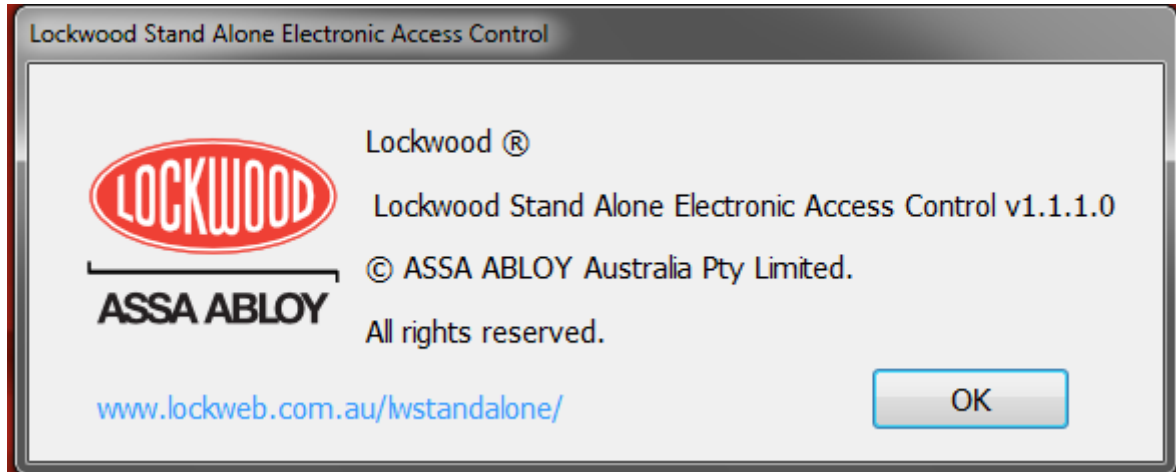 Lockwood Stand Alone Electronic Access Control
LOCKWOOD
ASSA ABLOY
Lockwood ®
Lockwood Stand Alone Electronic Access Control v1.1.1.0
© ASSA ABLOY Australia Pty Limited.
All rights reserved.
www.lockweb.com.au/lwstandalone/
OK